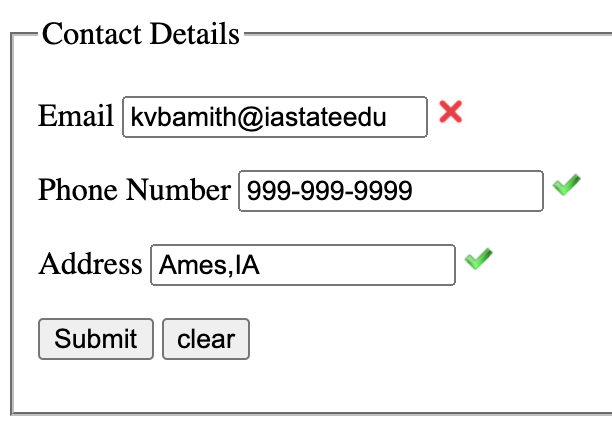 Contact Details
Email kvbamith@iastateedu
Phone Number 999-999-9999
Address Ames,IA
Submit clear